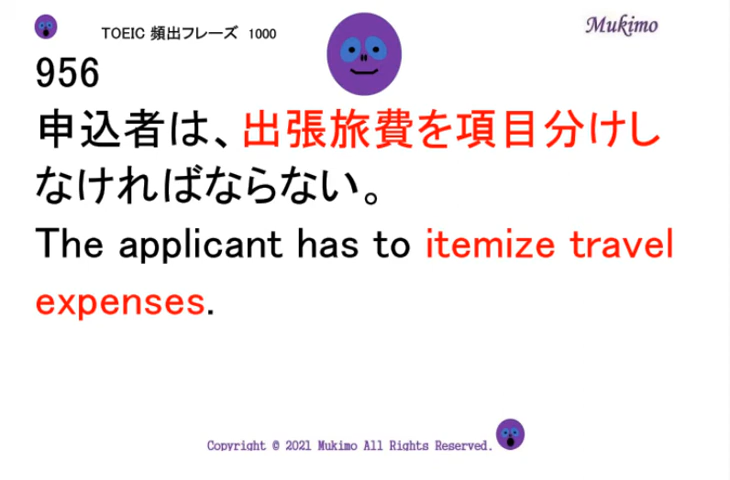 TOEIC 頻出フレーズ 1000
Mukimo
956
申込者は、出張旅費を項目分けし
なければならない。
The applicant has to itemize travel
expenses.
Copyright © 2021 Mukimo All Rights Reserved.